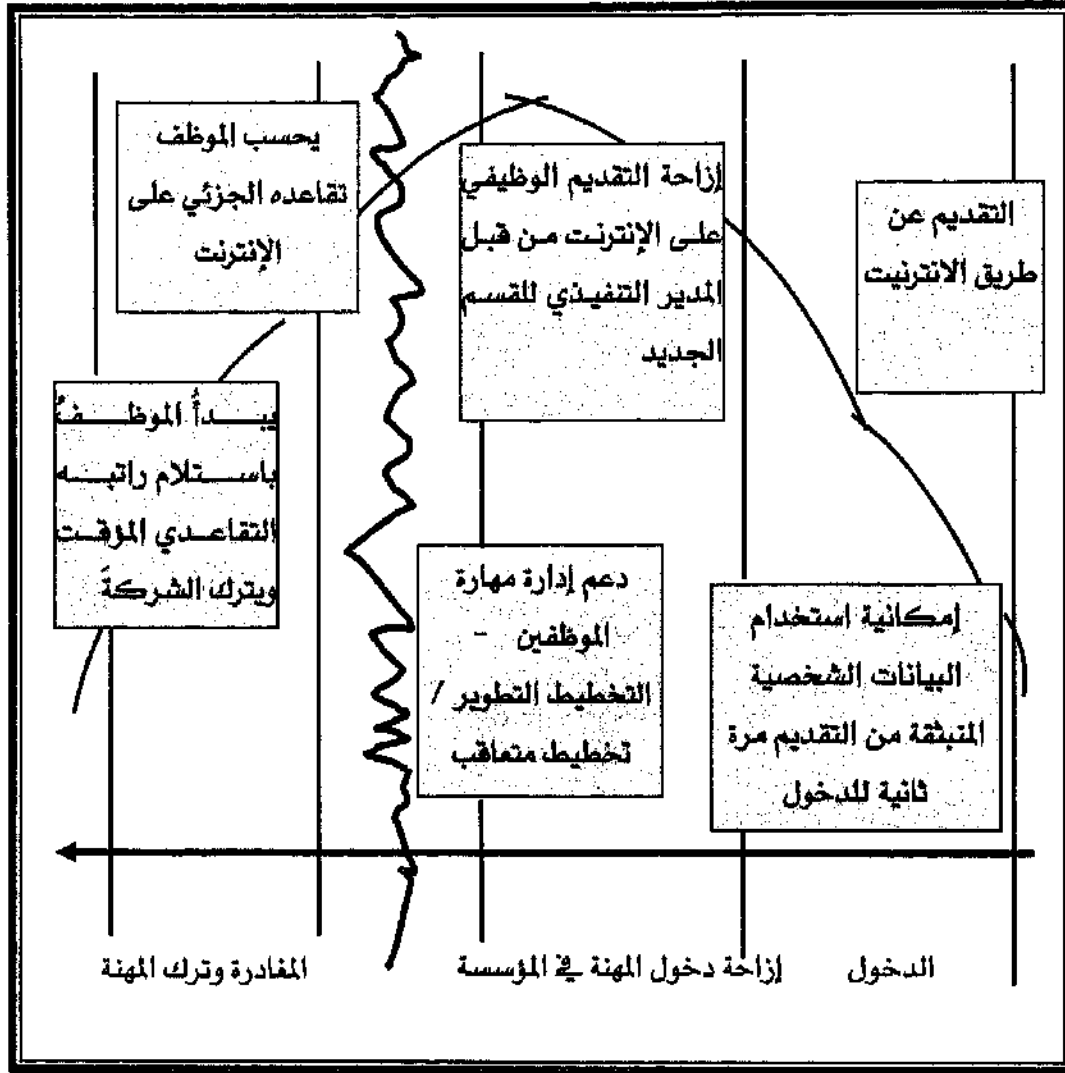 التقديم عن
طريق الانترنيت
إزاحة التقديم الوظيفي
على الإنترنت من قبل
المدير التنفيذي للقسم
الجديد
يحسب الموظف
تقاعده الجزئي على
الإنترنت
يبدأ الموظف
باستلام راتبه
التقاعدي المؤقت
ويترك الشركة
إمكانية استخدام
البيانات الشخصية
المنبثقة من التقديم مرة
ثانية للدخول
دعم إدارة مهارة
الموظفين -
التخطيط التطوير /
تخطيط متعاقب
الدخول
إزاحة دخول المهنة في المؤسسة
المغادرة وترك المهنة